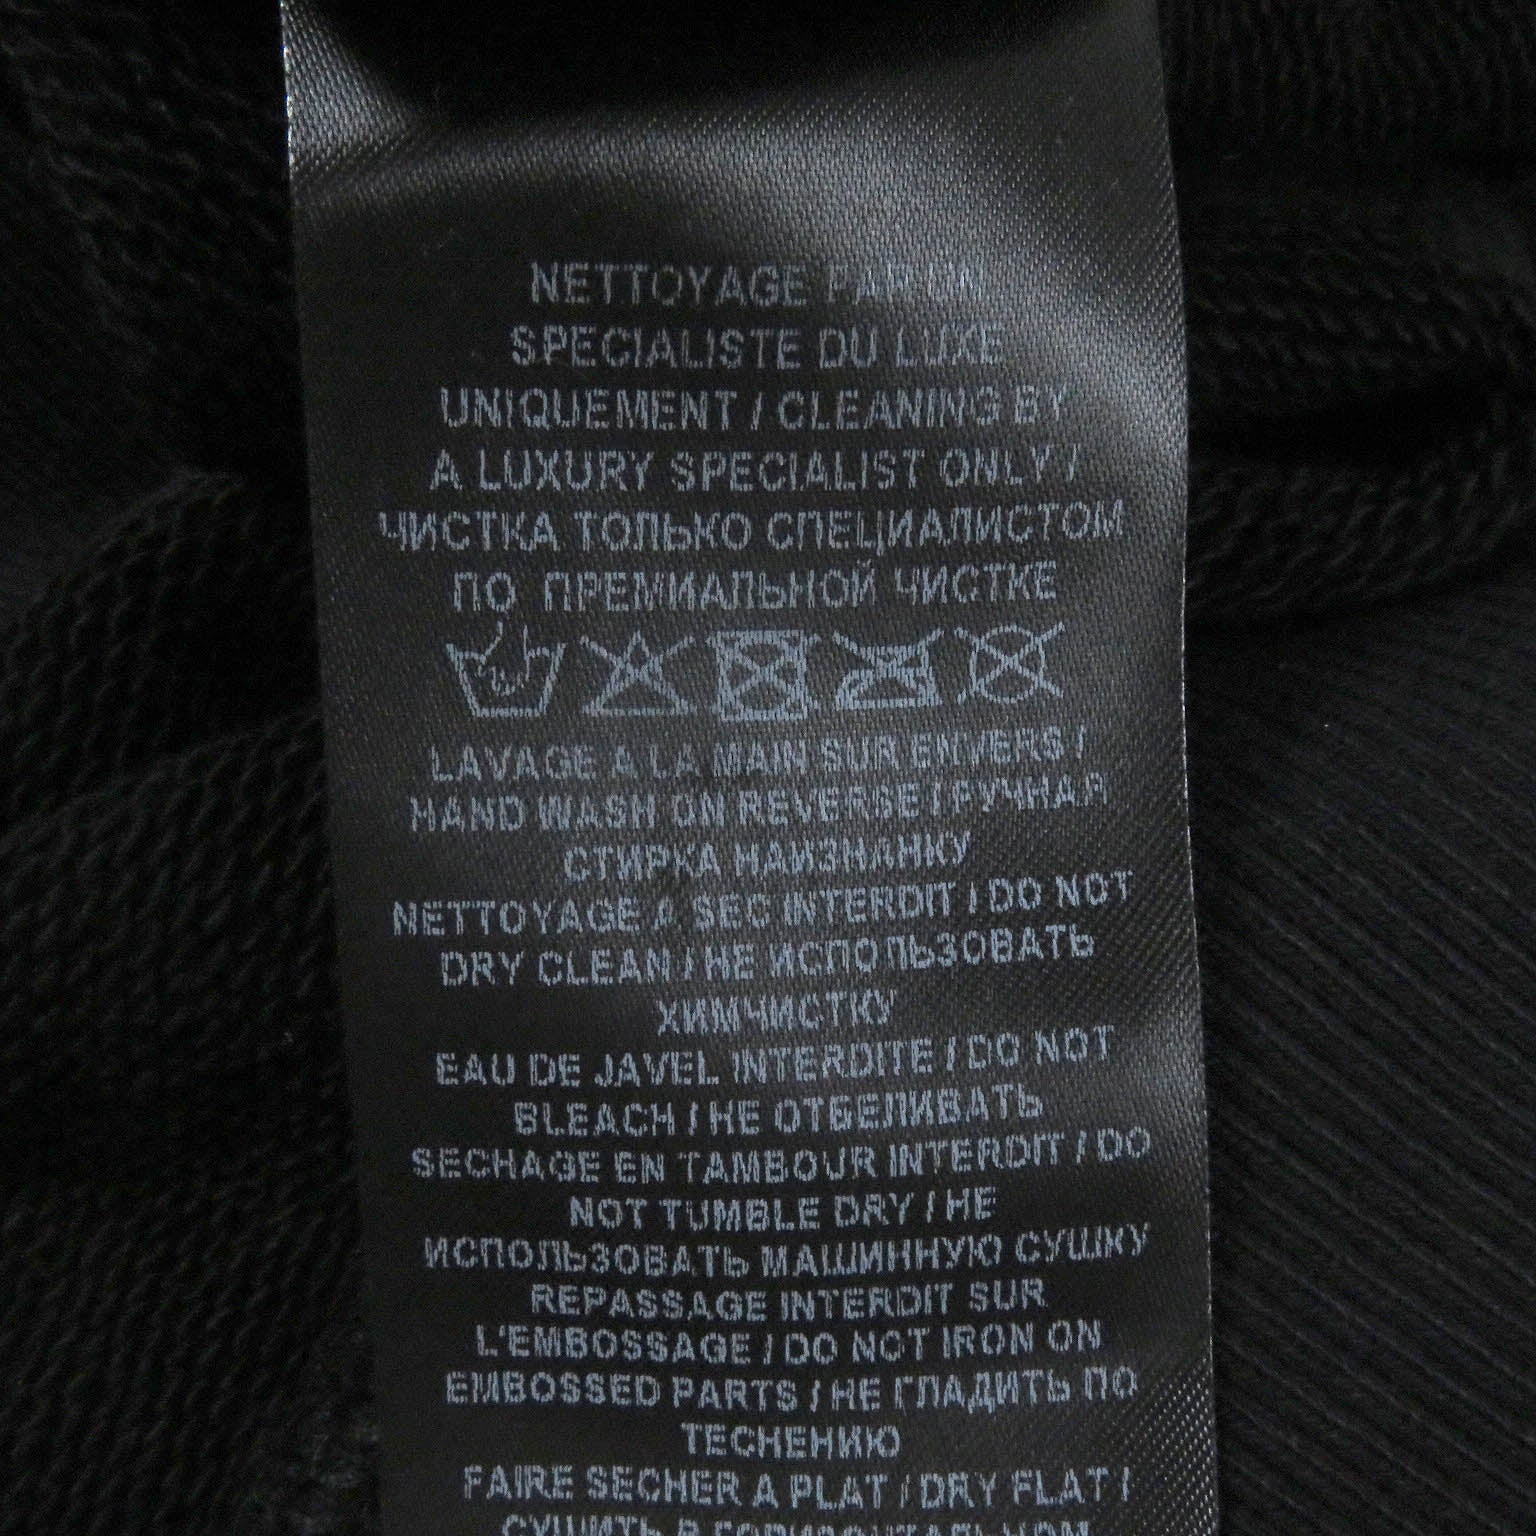 NETTOYAGE PAR UN
SPECIALISTE DU LUXE
UNIQUEMENT / CLEANING BY
A LUXURY SPECIALIST ONLY /
ЧИСТКА ТОЛЬКО СПЕЦИАЛИСТОМ
ПО ПРЕМИАЛЬНОЙ ЧИСТКЕ
LAVAGE A LA MAIN SUR ENVERS /
HAND WASH ON REVERSE / РУЧНАЯ
СТИРКА НАИЗНАНКУ
NETTOYAGE A SEC INTERDIT / DO NOT
DRY CLEAN / НЕ ИСПОЛЬЗОВАТЬ
ХИМЧИСТКУ
EAU DE JAVEL INTERDITE / DO NOT
BLEACH / НЕ ОТБЕЛИВАТЬ
SECHAGE EN TAMBOUR INTERDIT / DO
NOT TUMBLE DRY / НЕ
ИСПОЛЬЗОВАТЬ МАШИННУЮ СУШКУ
REPASSAGE INTERDIT SUR
L'EMBOSSAGE / DO NOT IRON ON
EMBOSSED PARTS / НЕ ГЛАДИТЬ ПО
ТЕСНЕНИЮ
FAIRE SECHER A PLAT / DRY FLAT /
СУШИТЬ В ГОРИЗОНТАЛЬНОМ